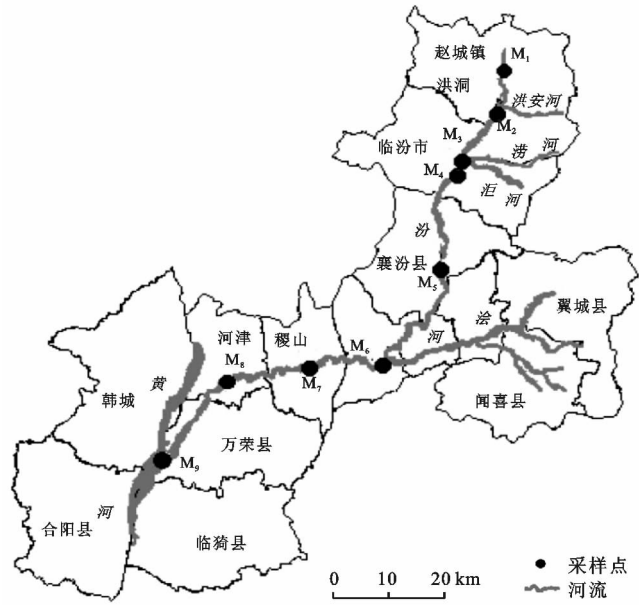 赵城镇
M₁
洪洞
洪安河
M₂
M₃
临汾市
涝河
M₄
洰河
汾
襄汾县
M₅
翼城县
浍
河
河津
稷山
M₆
M₈
M₇
黄
韩城
闻喜县
万荣县
M₉
河
合阳县
临猗县
采样点
0 10 20 km
河流